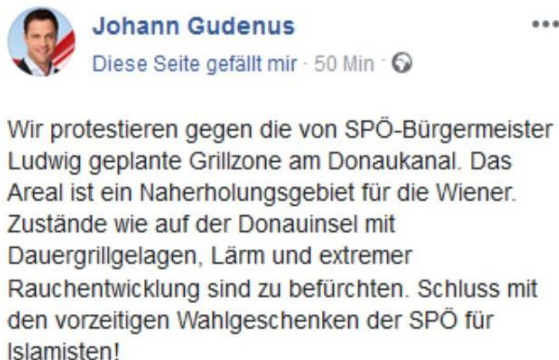 Johann Gudenus
Diese Seite gefällt mir · 50 Min ·
Wir protestieren gegen die von SPÖ-Bürgermeister
Ludwig geplante Grillzone am Donaukanal. Das
Areal ist ein Naherholungsgebiet für die Wiener.
Zustände wie auf der Donauinsel mit
Dauergrillgelagen, Lärm und extremer
Rauchentwicklung sind zu befürchten. Schluss mit
den vorzeitigen Wahlgeschenken der SPÖ für
Islamisten!